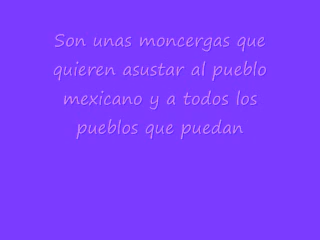 Son unas moncergas que
quieren asustar al pueblo
mexicano y a todos los
pueblos que puedan